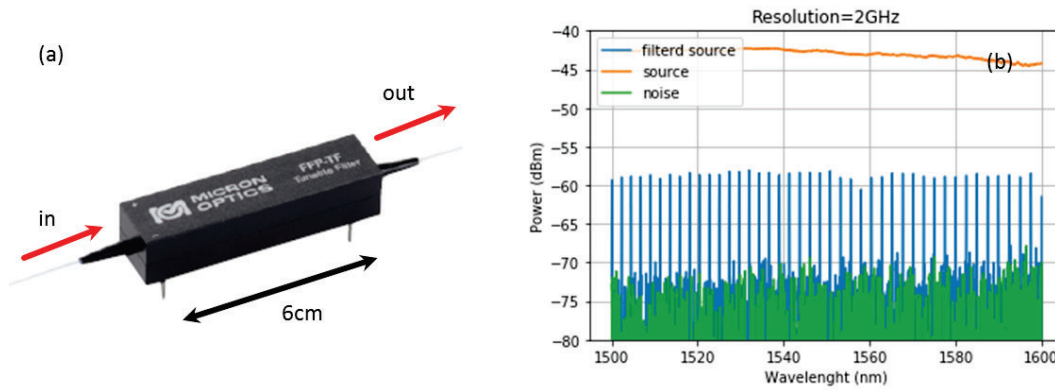 (a)
out
in
MICRON
OPTICS
FFP-TF
Tunable Filter
6cm
Resolution=2GHz
(b)
filterd source
source
noise
Power (dBm)
−40
−45
−50
−55
−60
−65
−70
−75
−80
1500
1520
1540
1560
1580
1600
Wavelenght (nm)